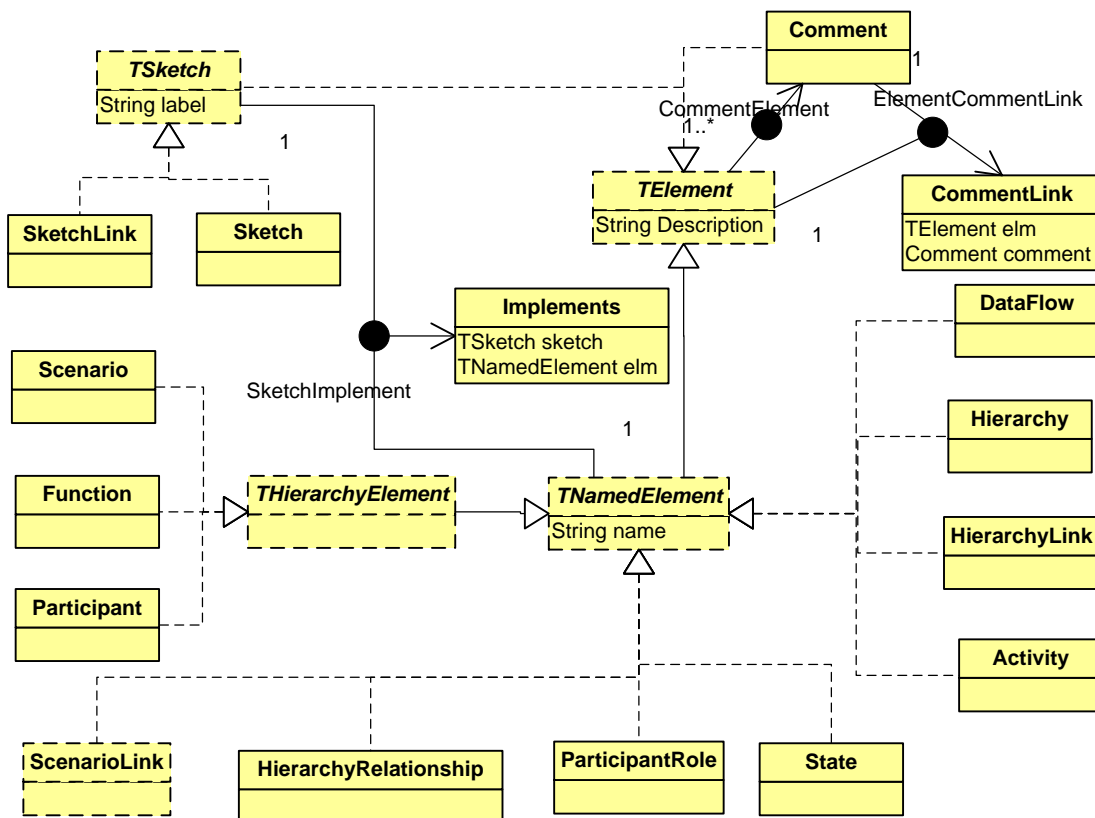 Comment
1
TSketch
String label
1
CommentElement
1..*
ElementCommentLink
TElement
String Description
1
CommentLink
TElement elm
Comment comment
SketchLink
Sketch
Implements
TSketch sketch
TNamedElement elm
DataFlow
SketchImplement
Scenario
1
Hierarchy
Function
THierarchyElement
TNamedElement
String name
HierarchyLink
Participant
Activity
ScenarioLink
HierarchyRelationship
ParticipantRole
State